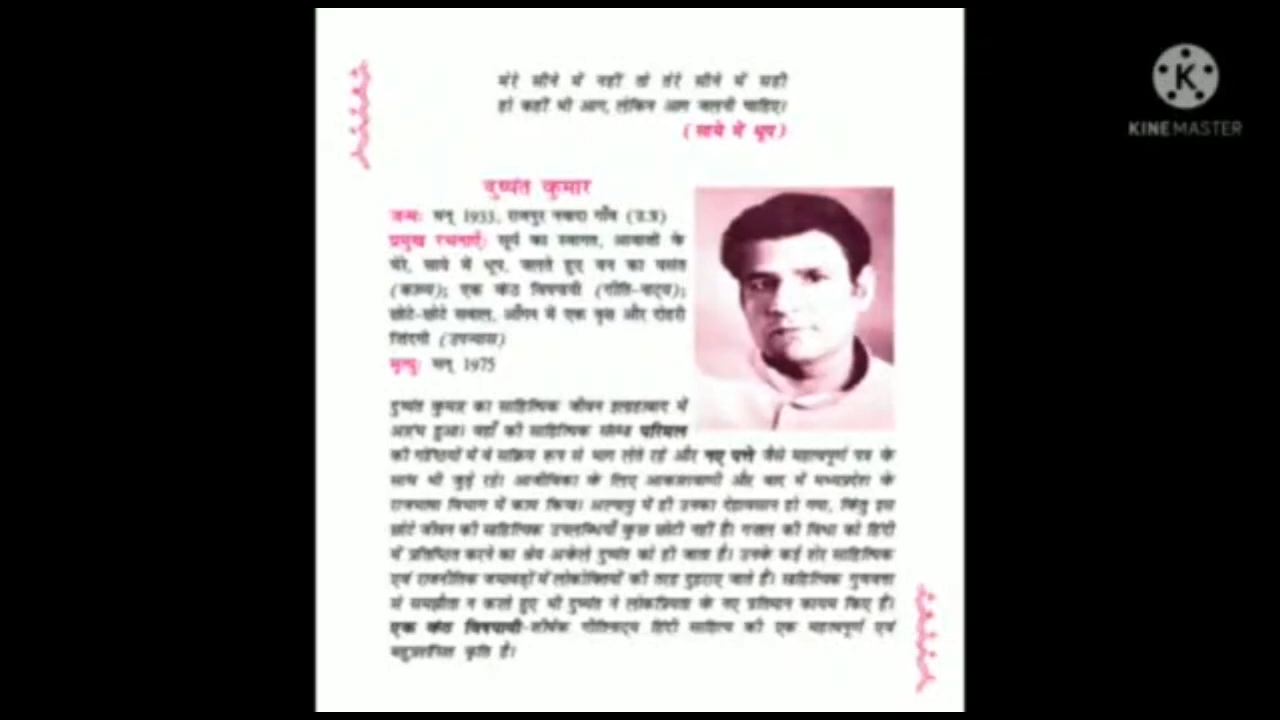 मेरे सीने में नहीं तो तेरे सीने में सही
हो कहीं भी आग, लेकिन आग जलनी चाहिए।
(साये में धूप)
दुष्यंत कुमार
जन्म: सन् 1933, राजपुर नवादा गाँव (उ.प्र)
प्रमुख रचनाएँ: सूर्य का स्वागत, आवाज़ों के
घेरे, साये में धूप, जलते हुए वन का वसंत
(काव्य); एक कंठ विषपायी (गीति-नाट्य);
छोटे-छोटे सवाल, आँगन में एक वृक्ष और दोहरी
ज़िंदगी (उपन्यास)
मृत्यु: सन् 1975
दुष्यंत कुमार का साहित्यिक जीवन इलाहाबाद में
आरंभ हुआ। वहाँ की साहित्यिक संस्था परिमल
की गोष्ठियों में वे सक्रिय रूप से भाग लेते रहे और नए पत्ते जैसे महत्वपूर्ण पत्र के
साथ भी जुड़े रहे। आजीविका के लिए आकाशवाणी और बाद में मध्यप्रदेश के
राजभाषा विभाग में काम किया। अल्पायु में ही उनका देहावसान हो गया, किंतु इस
छोटे जीवन की साहित्यिक उपलब्धियाँ कुछ छोटी नहीं हैं। गज़ल की विधा को हिंदी
में प्रतिष्ठित करने का श्रेय अकेले दुष्यंत को ही जाता है। उनके कई शेर साहित्यिक
एवं राजनीतिक जमावड़ों में लोकोक्तियों की तरह दुहराए जाते हैं। साहित्यिक गुणवत्ता
से समझौता न करते हुए भी दुष्यंत ने लोकप्रियता के नए प्रतिमान कायम किए हैं।
एक कंठ विषपायी शीर्षक गीतिनाट्य हिंदी साहित्य की एक महत्वपूर्ण एवं
बहुप्रशंसित कृति है।
KINEMASTER